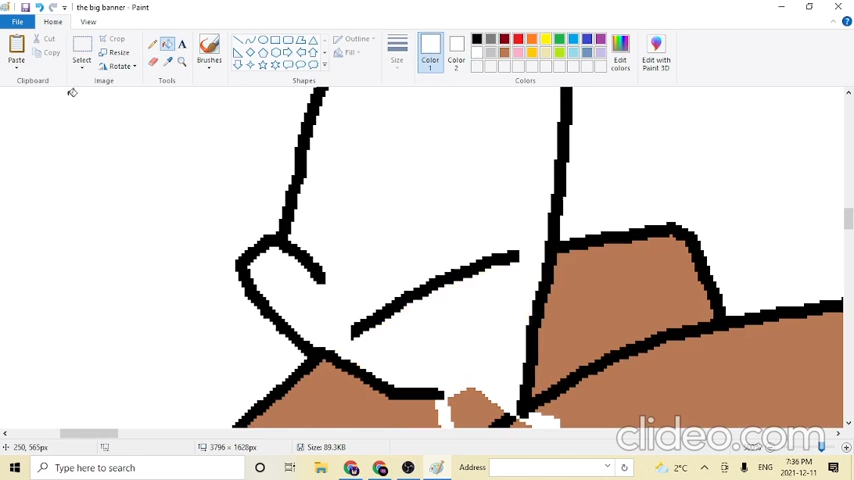 the big banner - Paint
File Home View
Paste
Cut
Copy
Clipboard
Select
Crop
Resize
Rotate
Image
Tools
Brushes
Outline
Fill
Shapes
Size
Color 1
Color 2
Edit colors
Edit with Paint 3D
Colors
250, 565px
3796 × 1628px
Size: 89.3KB
clideo.com
Type here to search
Address
2°C
ENG
7:36 PM
2021-12-11